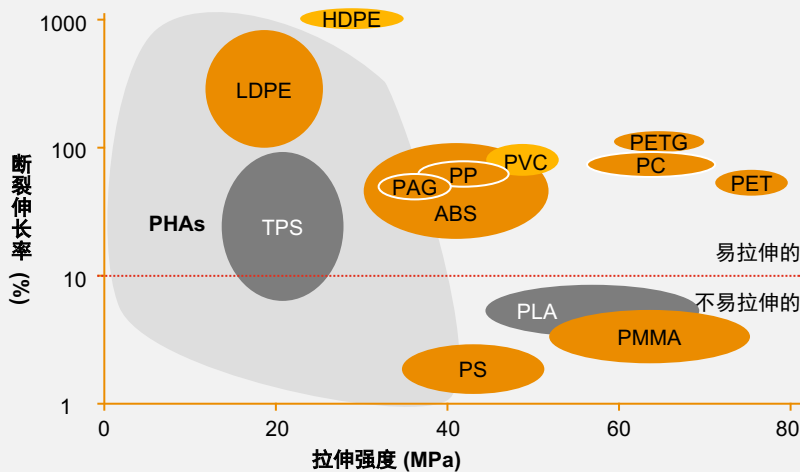 1000
HDPE
LDPE
100
PETG
PVC
PC
PP
PET
PAG
ABS
断裂伸长率 (%)
PHAs
TPS
易拉伸的
10
不易拉伸的
PLA
PMMA
PS
1
0
20
40
60
80
拉伸强度 (MPa)